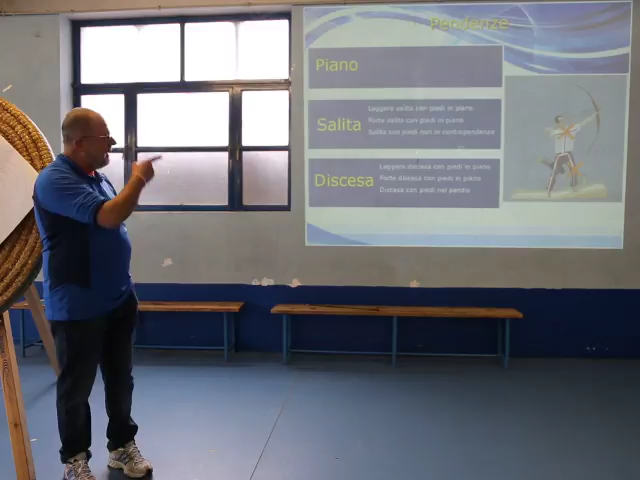 Pendenze
Piano
Salita
Leggera salita con piedi in piano
Forte salita con piedi in piano
Salita con piedi non in contropendenza
Discesa
Leggera discesa con piedi in piano
Forte discesa con piedi in piano
Discesa con piedi nel pendio